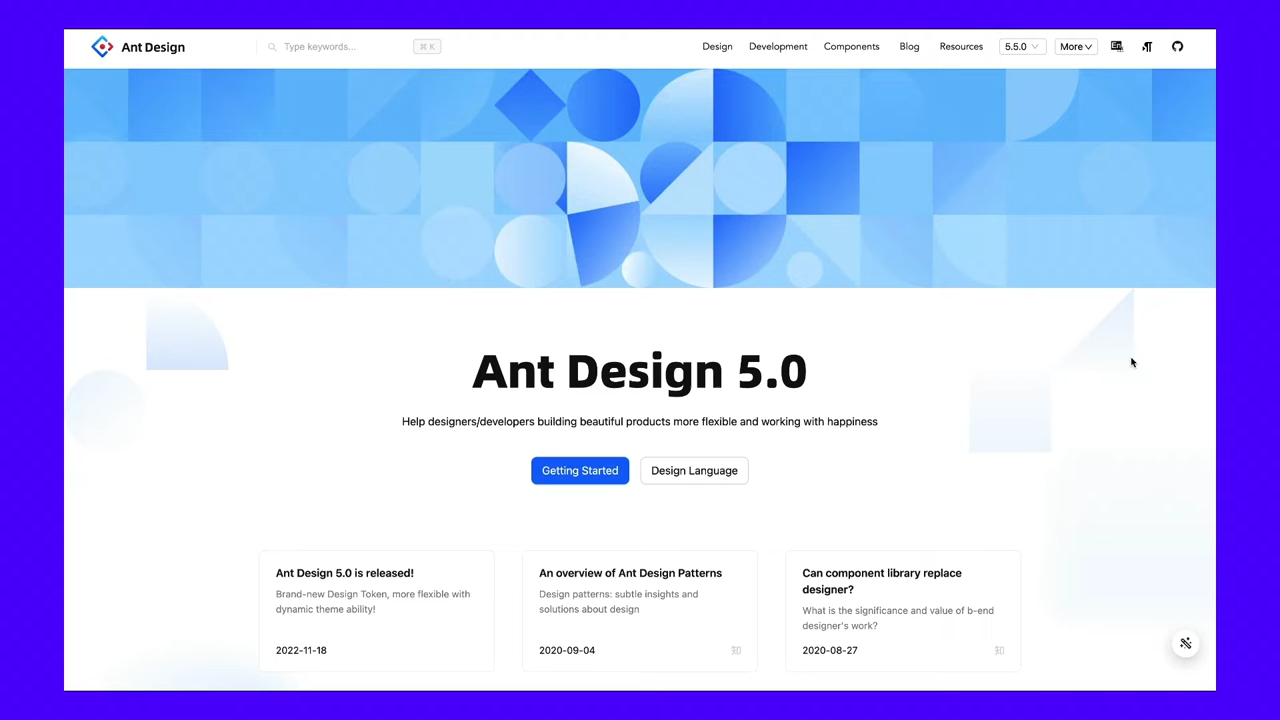 Ant Design
Type keywords...
⌘ K
Design
Development
Components
Blog
Resources
5.5.0
More
En
Ant Design 5.0
Help designers/developers building beautiful products more flexible and working with happiness
Getting Started
Design Language
Ant Design 5.0 is released!
Brand-new Design Token, more flexible with
dynamic theme ability!
2022-11-18
An overview of Ant Design Patterns
Design patterns: subtle insights and
solutions about design
2020-09-04
知
Can component library replace
designer?
What is the significance and value of b-end
designer's work?
2020-08-27
知